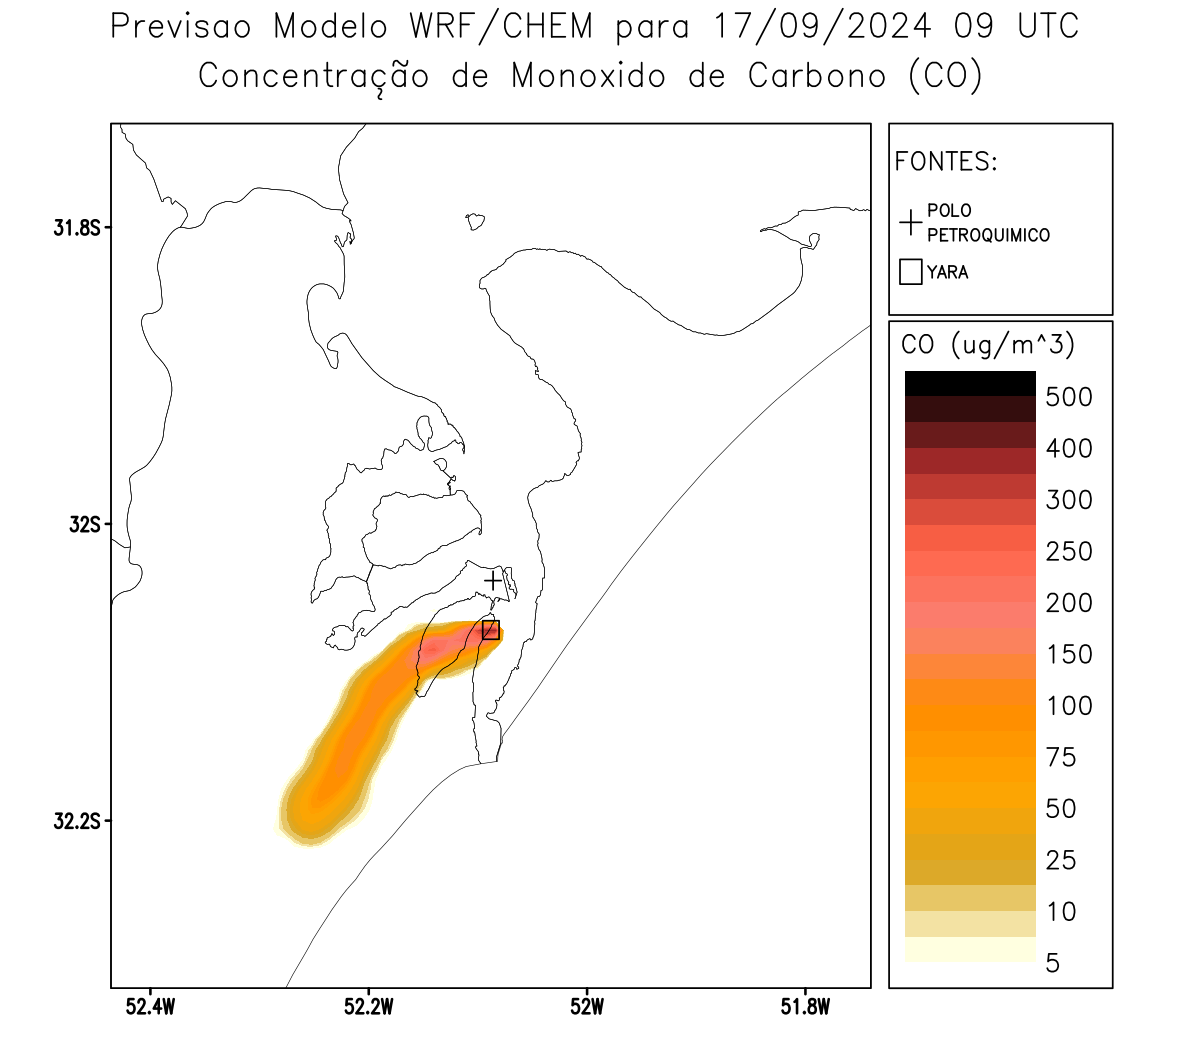 Previsao Modelo WRF/CHEM para 17/09/2024 09 UTC
Concentração de Monoxido de Carbono (CO)
FONTES:
POLO
PETROQUIMICO
YARA
CO (ug/m^3)
500
400
300
250
200
150
100
75
50
25
10
5
31.8S
32S
32.2S
52.4W
52.2W
52W
51.8W